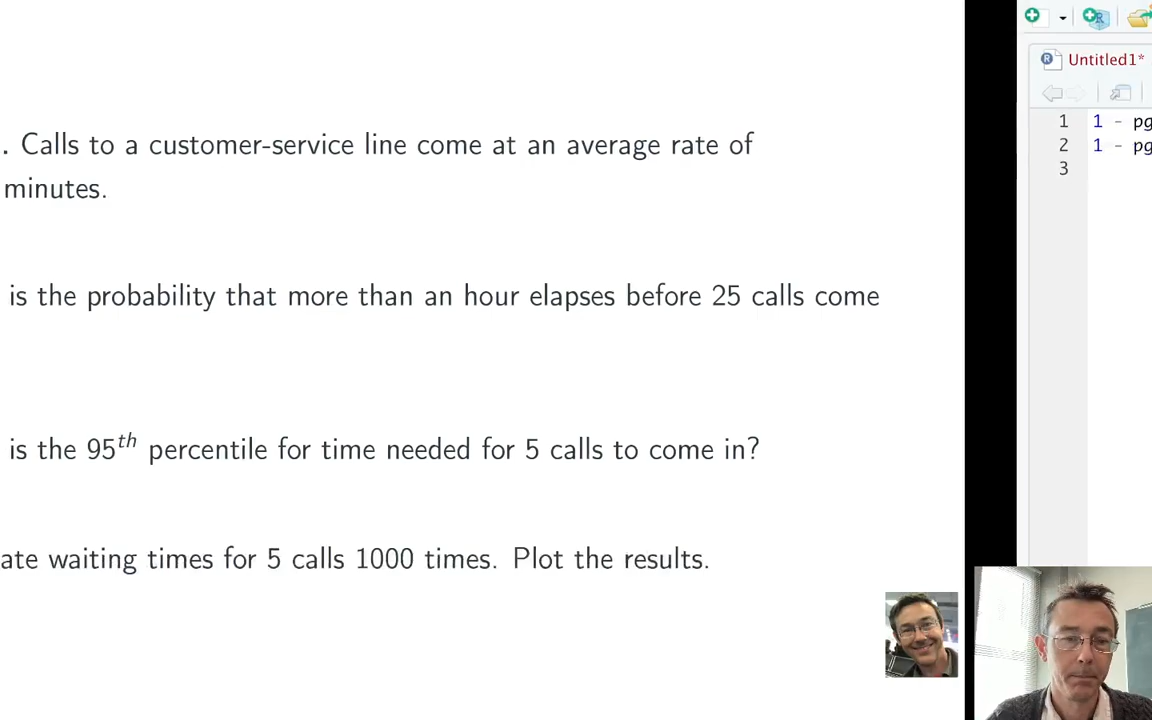 . Calls to a customer-service line come at an average rate of
minutes.
is the probability that more than an hour elapses before 25 calls come
is the 95th percentile for time needed for 5 calls to come in?
ate waiting times for 5 calls 1000 times. Plot the results.
R Untitled1*
1 1 - pg
2 1 - pg
3